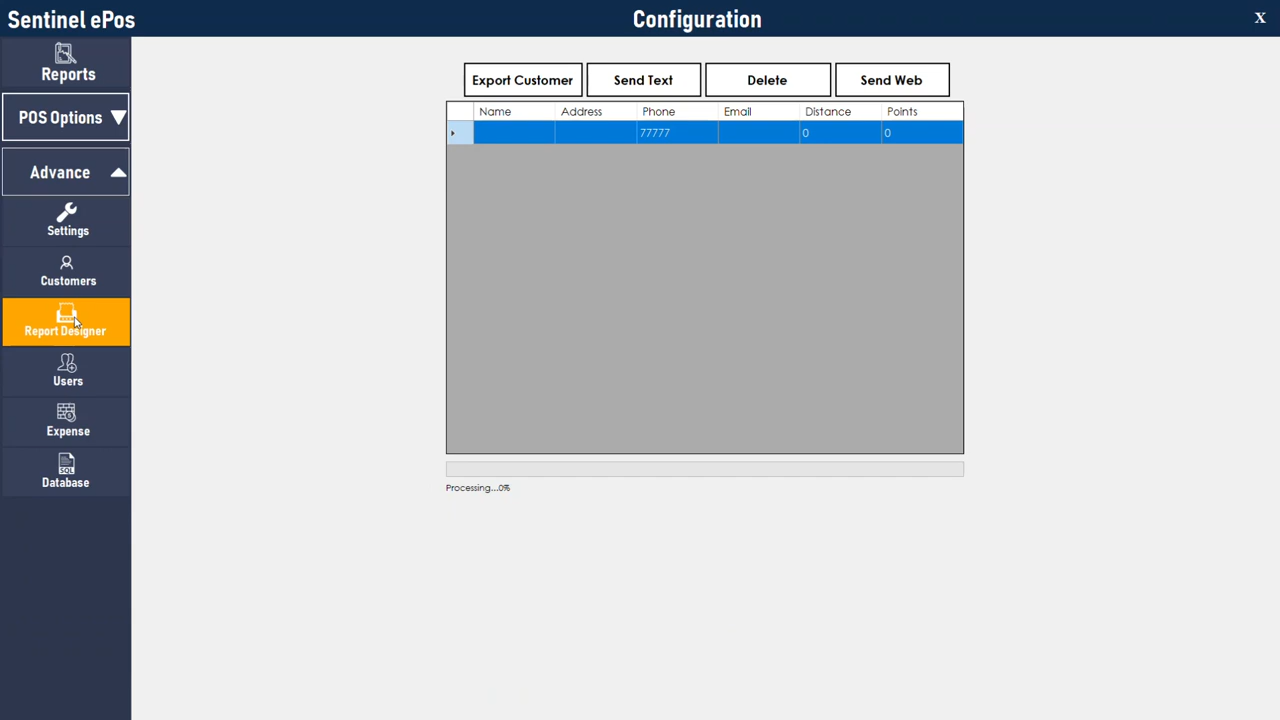 Sentinel ePos
Configuration
X
Reports
POS Options
Advance
Settings
Customers
Report Designer
Users
Expense
SQL
Database
Export Customer
Send Text
Delete
Send Web
Name Address Phone Email Distance Points
77777 0 0
Processing...0%